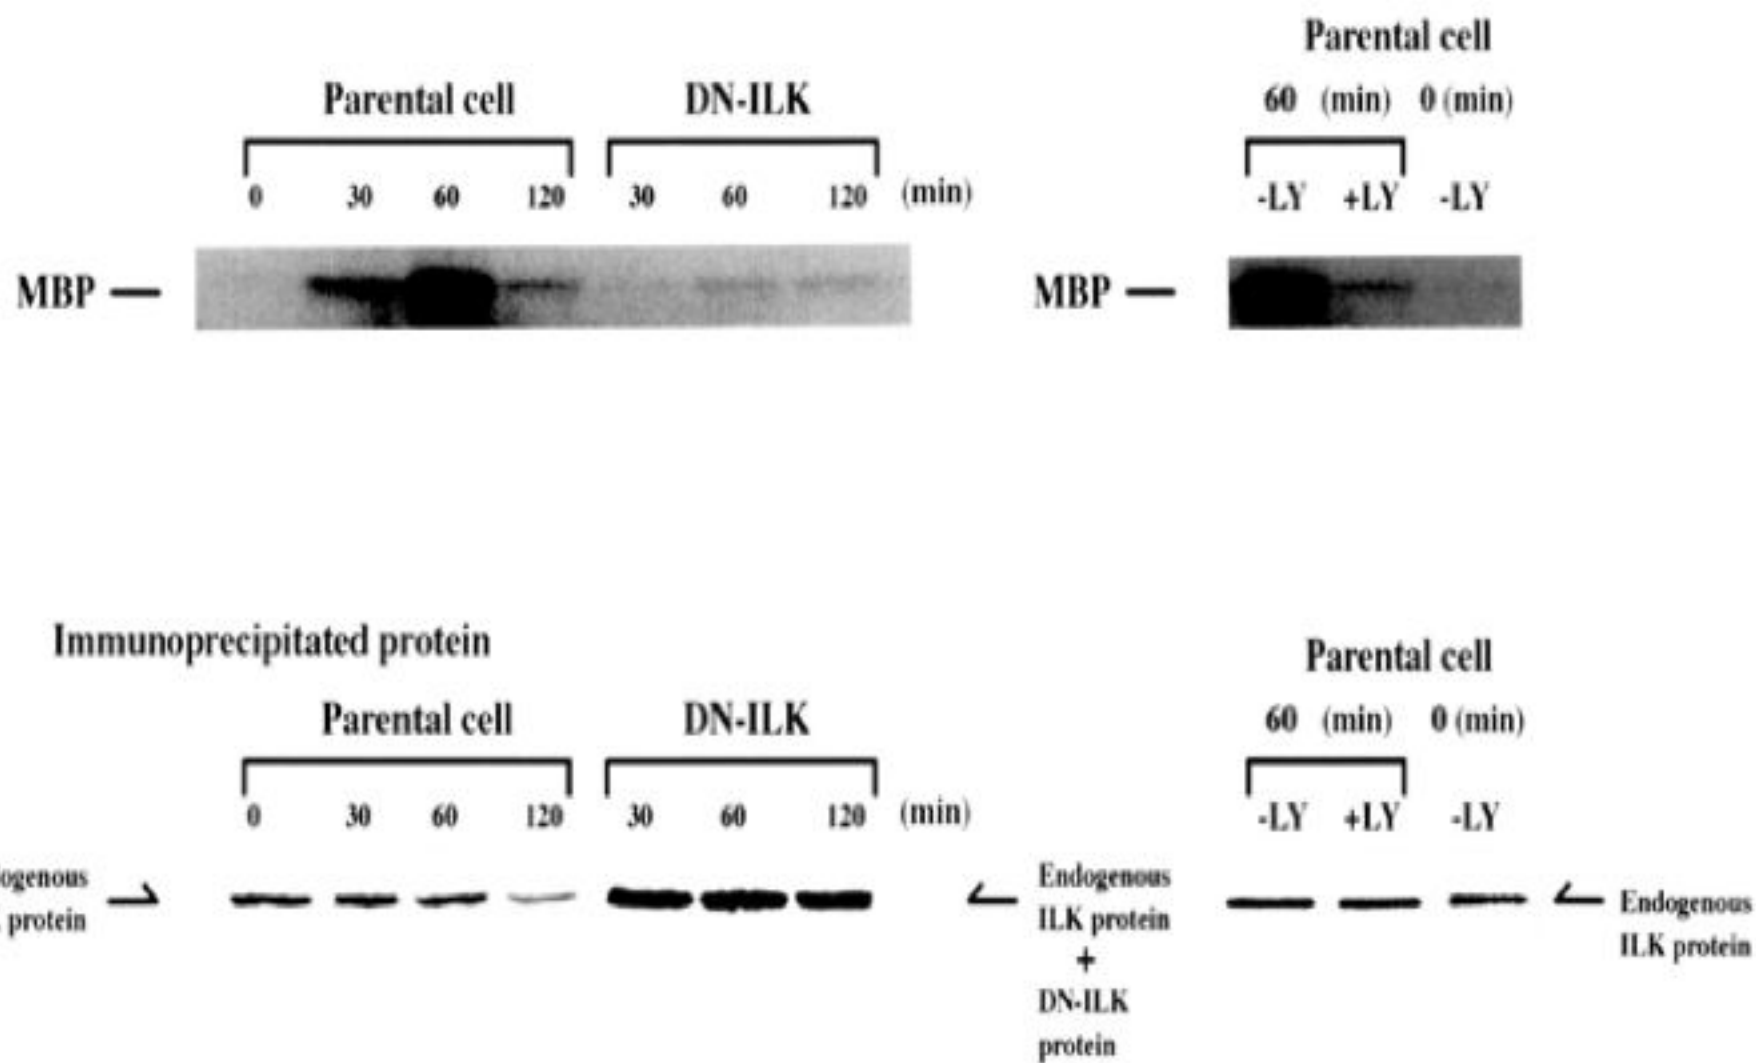 Parental cell DN-ILK
0 30 60 120 30 60 120 (min)
MBP
Parental cell
60 (min) 0 (min)
-LY +LY -LY
MBP
Immunoprecipitated protein
Parental cell DN-ILK
0 30 60 120 30 60 120 (min)
ogenous
protein
Endogenous
ILK protein
+
DN-ILK
protein
Parental cell
60 (min) 0 (min)
-LY +LY -LY
Endogenous
ILK protein